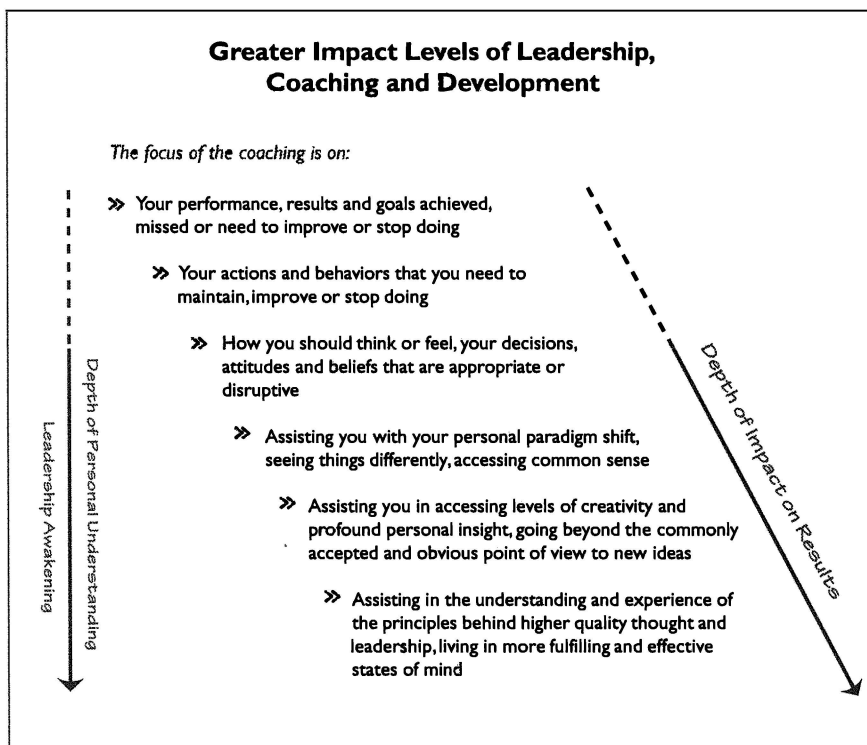 Greater Impact Levels of Leadership,
Coaching and Development
The focus of the coaching is on:
» Your performance, results and goals achieved,
missed or need to improve or stop doing
» Your actions and behaviors that you need to
maintain, improve or stop doing
» How you should think or feel, your decisions,
attitudes and beliefs that are appropriate or
disruptive
» Assisting you with your personal paradigm shift,
seeing things differently, accessing common sense
» Assisting you in accessing levels of creativity and
profound personal insight, going beyond the commonly
accepted and obvious point of view to new ideas
» Assisting in the understanding and experience of
the principles behind higher quality thought and
leadership, living in more fulfilling and effective
states of mind
Depth of Personal Understanding
Leadership Awakening
Depth of Impact on Results